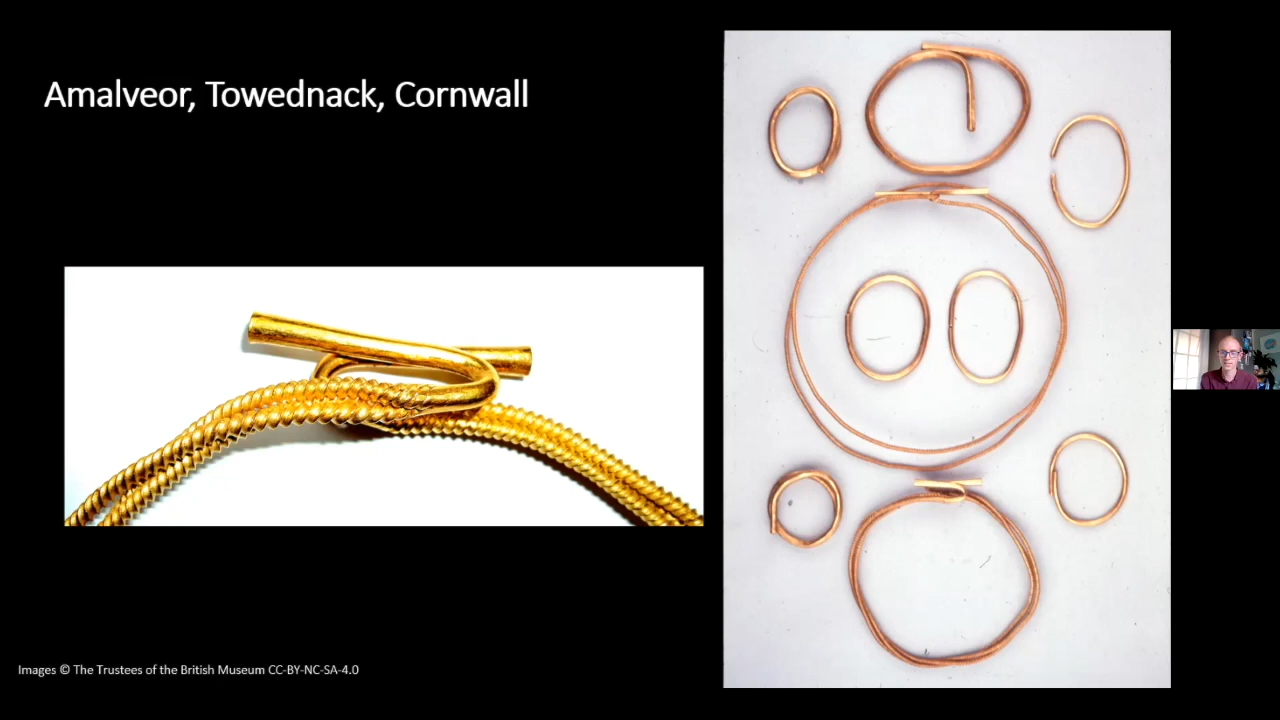 Amalveor, Towednack, Cornwall
Images © The Trustees of the British Museum CC-BY-NC-SA-4.0